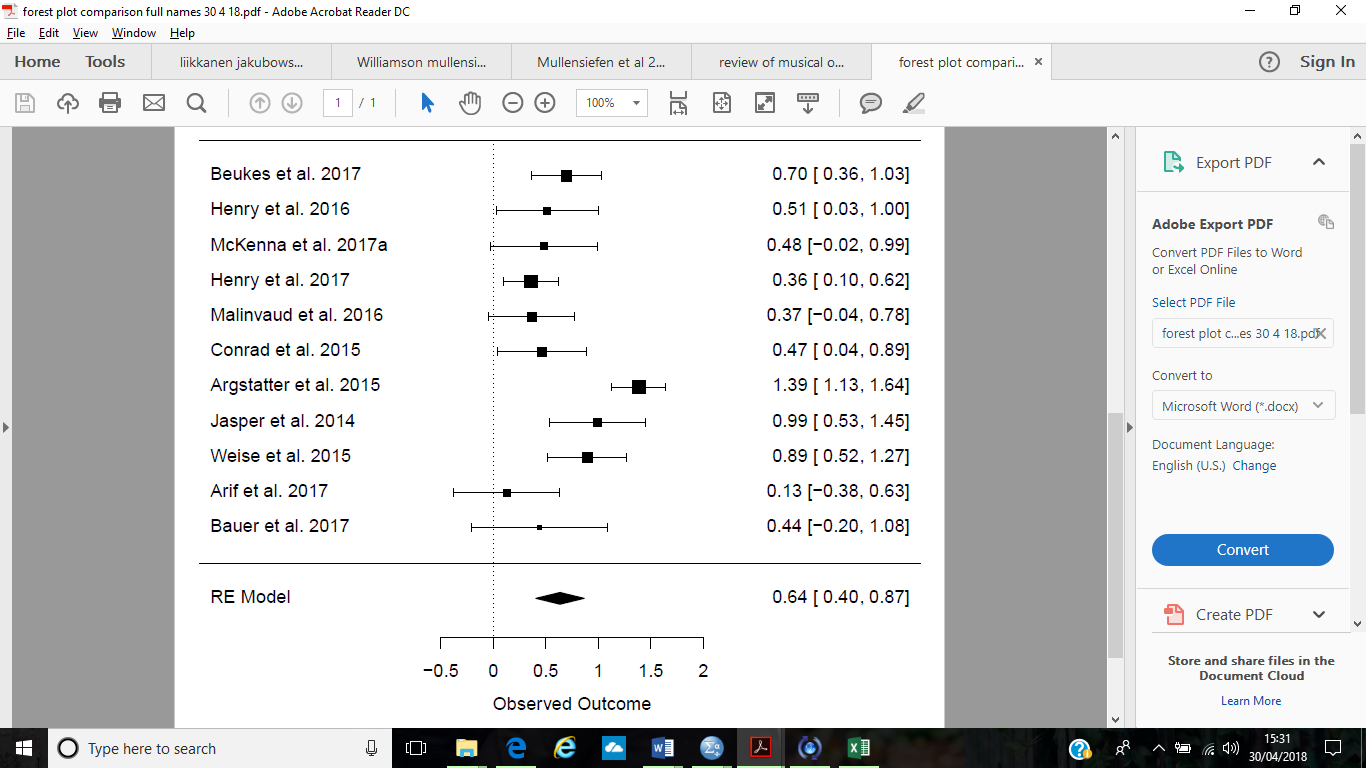 forest plot comparison full names 30 4 18.pdf - Adobe Acrobat Reader DC
File Edit View Window Help
Home Tools liikkanen jakubows... Williamson mullensi... Mullensiefen et al 2... review of musical o... forest plot compari... × ? Sign In
1 / 1 100%
Beukes et al. 2017 0.70 [ 0.36, 1.03]
Henry et al. 2016 0.51 [ 0.03, 1.00]
McKenna et al. 2017a 0.48 [−0.02, 0.99]
Henry et al. 2017 0.36 [ 0.10, 0.62]
Malinvaud et al. 2016 0.37 [−0.04, 0.78]
Conrad et al. 2015 0.47 [ 0.04, 0.89]
Argstatter et al. 2015 1.39 [ 1.13, 1.64]
Jasper et al. 2014 0.99 [ 0.53, 1.45]
Weise et al. 2015 0.89 [ 0.52, 1.27]
Arif et al. 2017 0.13 [−0.38, 0.63]
Bauer et al. 2017 0.44 [−0.20, 1.08]
RE Model 0.64 [ 0.40, 0.87]
−0.5 0 0.5 1 1.5 2
Observed Outcome
Export PDF
Adobe Export PDF
Convert PDF Files to Word
or Excel Online
Select PDF File
forest plot c...es 30 4 18.pdf
Convert to
Microsoft Word (*.docx)
Document Language:
English (U.S.) Change
Convert
Create PDF
Store and share files in the
Document Cloud
Learn More
Type here to search
15:31
30/04/2018